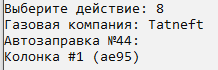 Выберите действие: 8
Газовая компания: Tatneft
Автозаправка №44:
Колонка #1 (ae95)